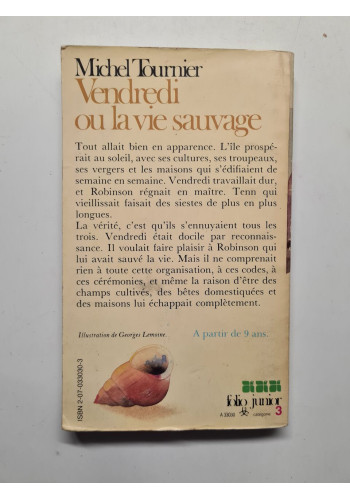 Michel Tournier
Vendredi
ou la vie sauvage
Tout allait bien en apparence. L'île prospé-
rait au soleil, avec ses cultures, ses troupeaux,
ses vergers et les maisons qui s'édifiaient de
semaine en semaine. Vendredi travaillait dur,
et Robinson régnait en maître. Tenn qui
vieillissait faisait des siestes de plus en plus
longues.
La vérité, c'est qu'ils s'ennuyaient tous les
trois. Vendredi était docile par reconnais-
sance. Il voulait faire plaisir à Robinson qui
lui avait sauvé la vie. Mais il ne comprenait
rien à toute cette organisation, à ces codes, à
ces cérémonies, et même la raison d'être des
champs cultivés, des bêtes domestiquées et
des maisons lui échappait complètement.
Illustration de Georges Lemoine.
A partir de 9 ans.
ISBN 2-07-033030-3
folio junior
catégorie 3